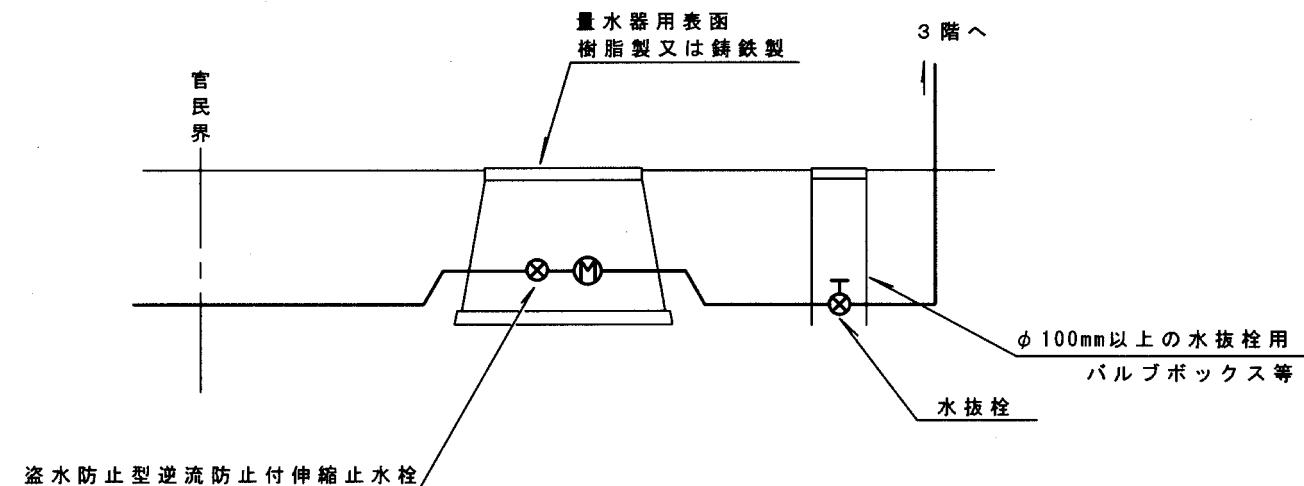 量水器用表函
樹脂製又は鋳鉄製
3階へ
官民界
M
φ100mm以上の水抜栓用
バルブボックス等
水抜栓
盗水防止型逆流防止付伸縮止水栓